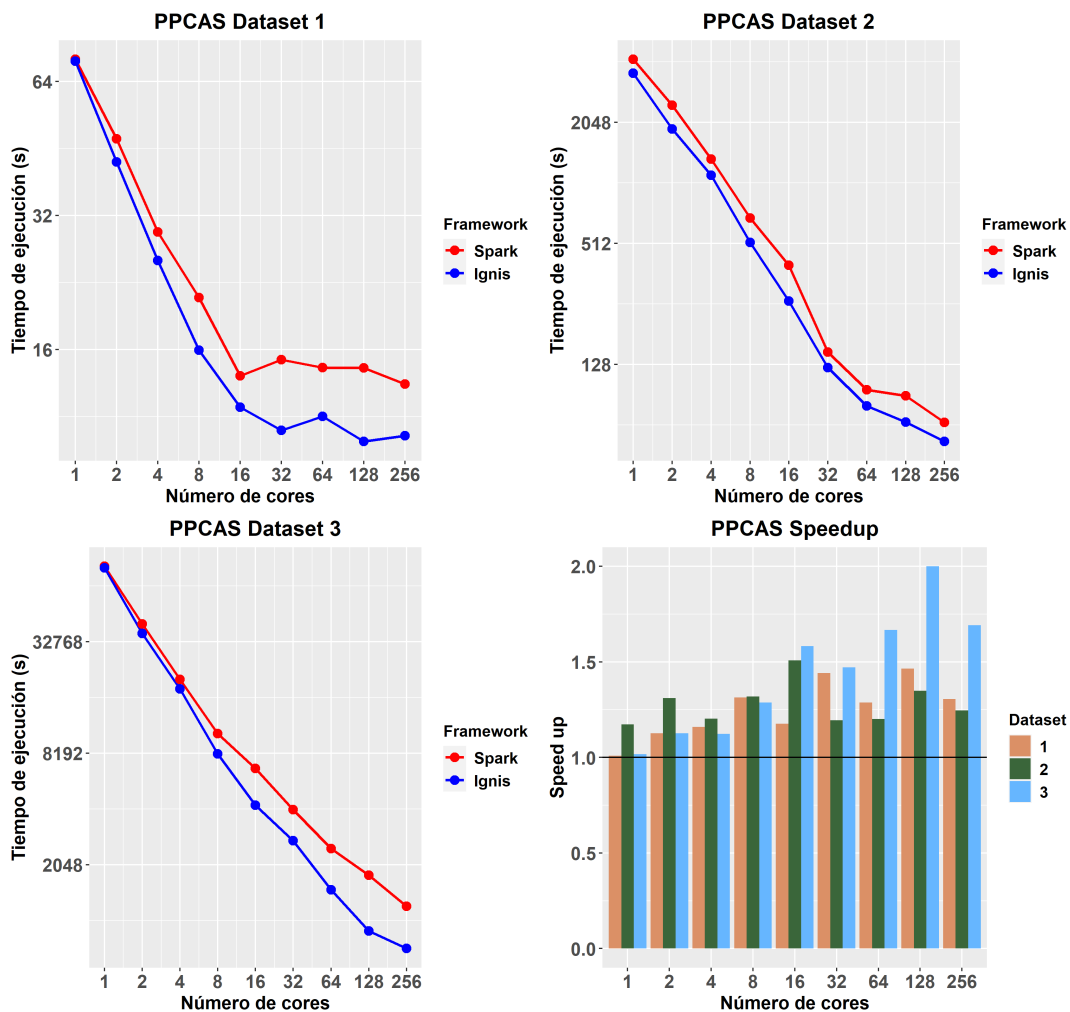 PPCAS Dataset 1
Tiempo de ejecución (s)
64
32
16
1 2 4 8 16 32 64 128 256
Número de cores
Framework
Spark
Ignis
PPCAS Dataset 2
Tiempo de ejecución (s)
2048
512
128
1 2 4 8 16 32 64 128 256
Número de cores
Framework
Spark
Ignis
PPCAS Dataset 3
Tiempo de ejecución (s)
32768
8192
2048
1 2 4 8 16 32 64 128 256
Número de cores
Framework
Spark
Ignis
PPCAS Speedup
Speed up
2.0
1.5
1.0
0.5
0.0
1 2 4 8 16 32 64 128 256
Número de cores
Dataset
1
2
3